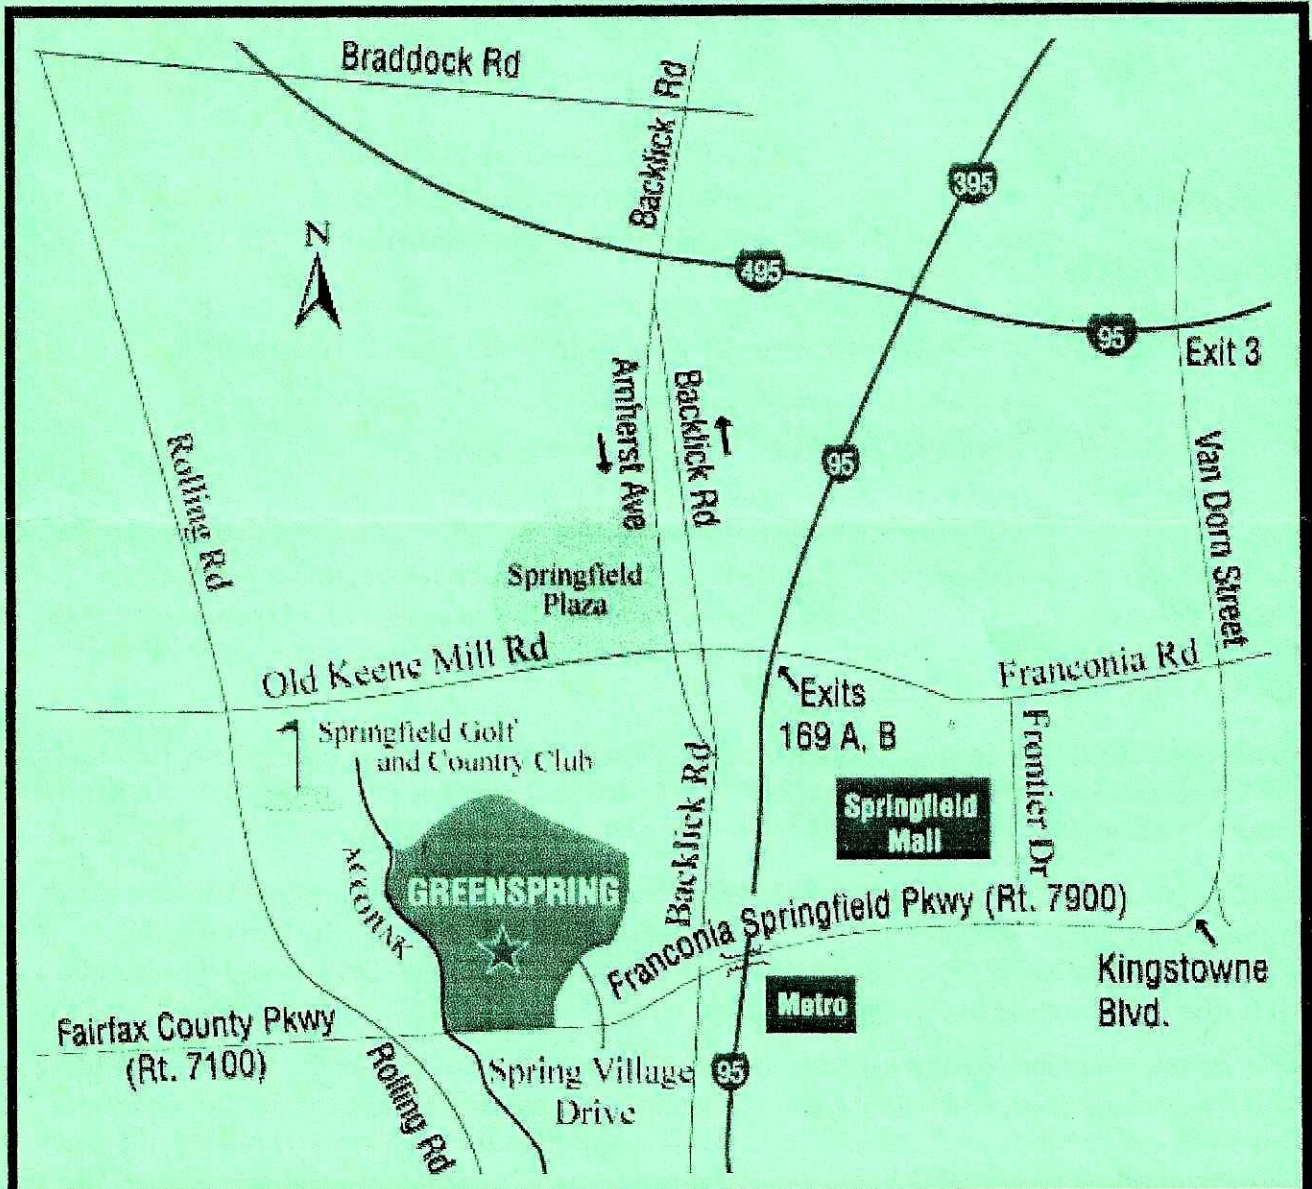 Braddock Rd
Backlick Rd
395
N
495
95
Exit 3
Amherst Ave
Backlick Rd
95
Rolling Rd
Van Dorn Street
Springfield
Plaza
Old Keene Mill Rd
Franconia Rd
Exits
169 A, B
Springfield Golf
and Country Club
Backlick Rd
Frontier Dr
Springfield
Mall
ACCOTINK
GREENSPRING
Franconia Springfield Pkwy (Rt. 7900)
Kingstowne
Blvd.
Metro
Fairfax County Pkwy
(Rt. 7100)
Rolling Rd
Spring Village
Drive
95